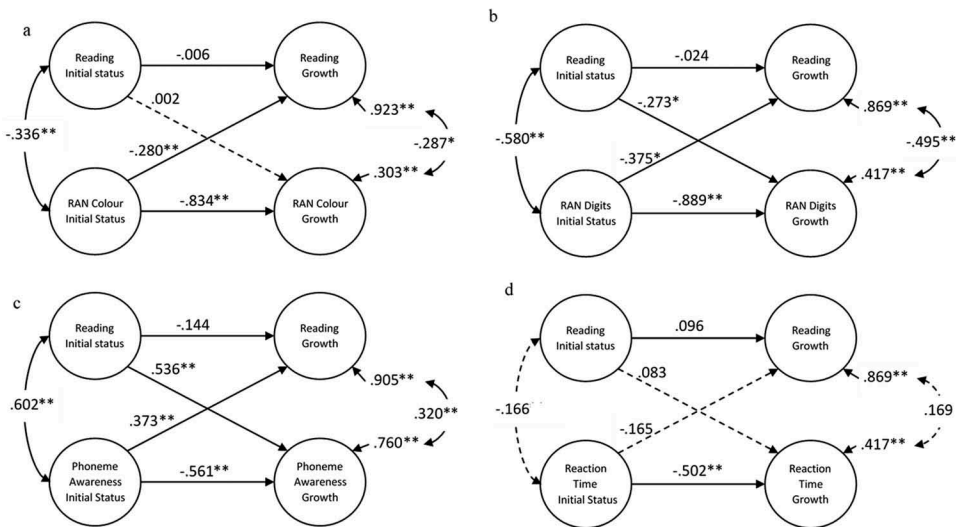 a
Reading
Initial status
-.006
Reading
Growth
.002
.923**
-.336**
-.287*
-.280**
.303**
RAN Colour
Initial Status
-.834**
RAN Colour
Growth
b
Reading
Initial status
-.024
Reading
Growth
-.273*
.869**
-.580**
-.495**
-.375*
.417**
RAN Digits
Initial Status
-.889**
RAN Digits
Growth
c
Reading
Initial status
-.144
Reading
Growth
.536**
.905**
.602**
.320**
.373**
.760**
Phoneme
Awareness
Initial Status
-.561**
Phoneme
Awareness
Growth
d
Reading
Initial status
.096
Reading
Growth
.083
.869**
-.166
.169
-.165
.417**
Reaction
Time
Initial Status
-.502**
Reaction
Time
Growth